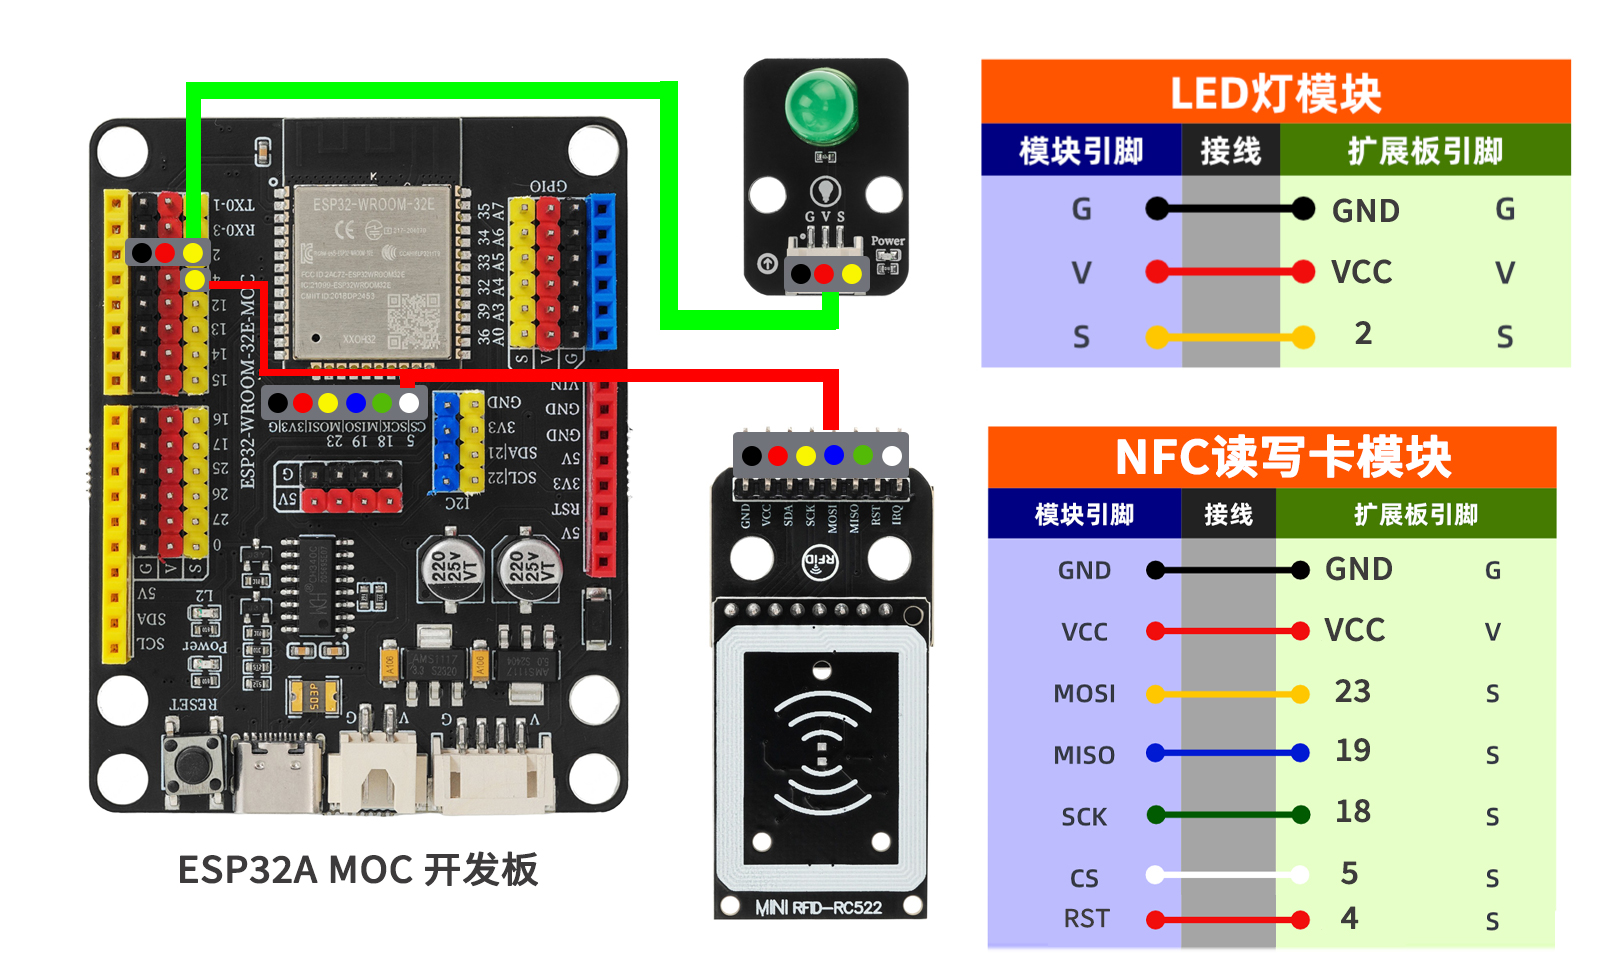 LED灯模块
模块引脚 接线 扩展板引脚
G GND G
V VCC V
S 2 S
NFC读写卡模块
模块引脚 接线 扩展板引脚
GND GND G
VCC VCC V
MOSI 23 S
MISO 19 S
SCK 18 S
CS 5 S
RST 4 S
ESP32A MOC 开发板
TX0-1
RX0-3
2
4
12
13
14
15
16
17
25
26
27
0
G V S
5V
SDA
SCL
ESP32-WROOM-32E-MOC
ESP32-WROOM-32E
CE
XXOH32
GPIO
35 A7
34 A6
33 A5
32 A4
39 A3
36 A0
S V G
VIN
GND
GND
5V
3V3
RST
5V
CS|SCK|MISO|MOSI|3V3|G
5 18 19 23
GND
3V3
SDA|21
SCL|22
I2C
G
5V
220
25V
VT
220
25V
VT
L2
Power
RESET
G V
G V
AMS1117
A106
A106
G V S
Power
GND VCC SDA SCK MOSI MISO RST IRQ
RFiD
MINI RFID-RC522